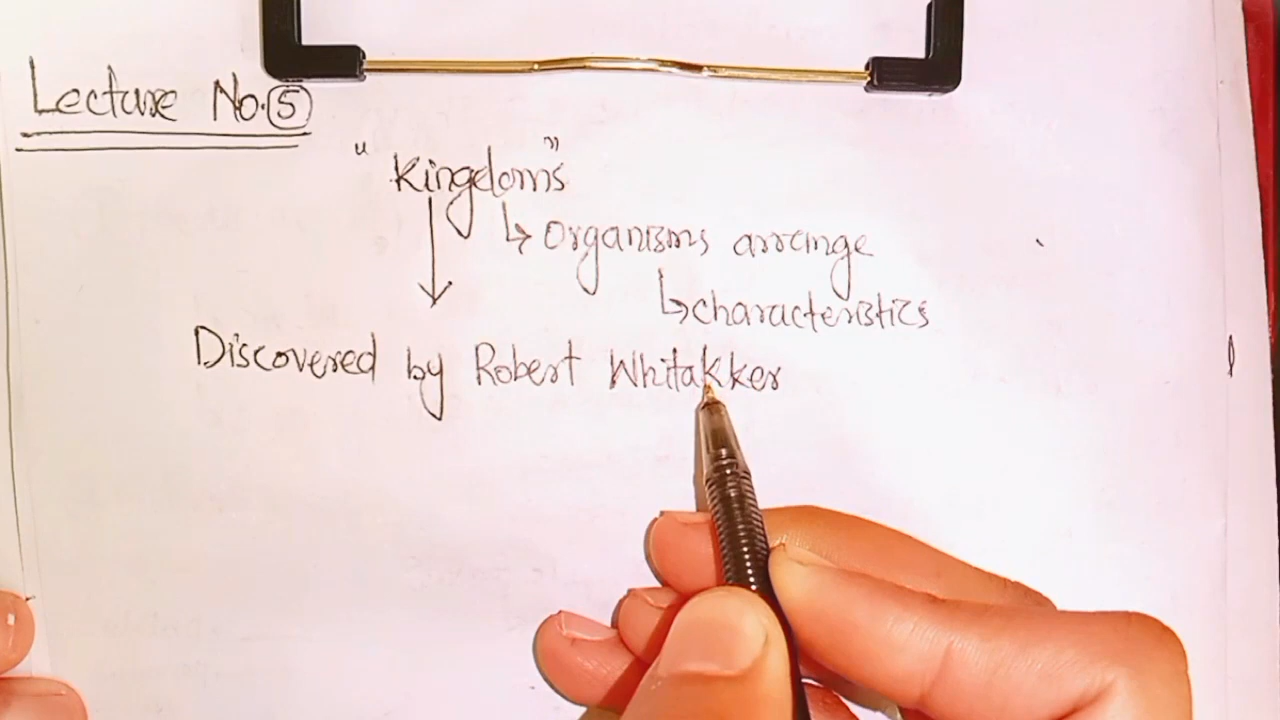 Lecture No.5
"Kingdoms"
Organisms arrange
characteristics
Discovered by Robert Whitakker